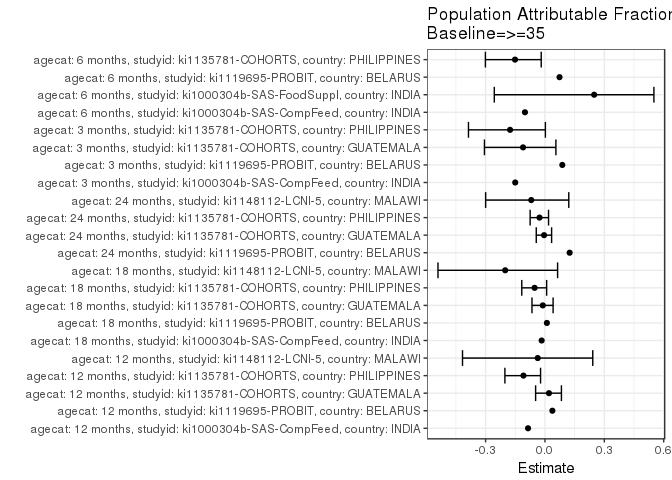 Population Attributable Fraction
Baseline=>=35
agecat: 6 months, studyid: ki1135781-COHORTS, country: PHILIPPINES
agecat: 6 months, studyid: ki1119695-PROBIT, country: BELARUS
agecat: 6 months, studyid: ki1000304b-SAS-FoodSuppl, country: INDIA
agecat: 6 months, studyid: ki1000304b-SAS-CompFeed, country: INDIA
agecat: 3 months, studyid: ki1135781-COHORTS, country: PHILIPPINES
agecat: 3 months, studyid: ki1135781-COHORTS, country: GUATEMALA
agecat: 3 months, studyid: ki1119695-PROBIT, country: BELARUS
agecat: 3 months, studyid: ki1000304b-SAS-CompFeed, country: INDIA
agecat: 24 months, studyid: ki1148112-LCNI-5, country: MALAWI
agecat: 24 months, studyid: ki1135781-COHORTS, country: PHILIPPINES
agecat: 24 months, studyid: ki1135781-COHORTS, country: GUATEMALA
agecat: 24 months, studyid: ki1119695-PROBIT, country: BELARUS
agecat: 18 months, studyid: ki1148112-LCNI-5, country: MALAWI
agecat: 18 months, studyid: ki1135781-COHORTS, country: PHILIPPINES
agecat: 18 months, studyid: ki1135781-COHORTS, country: GUATEMALA
agecat: 18 months, studyid: ki1119695-PROBIT, country: BELARUS
agecat: 18 months, studyid: ki1000304b-SAS-CompFeed, country: INDIA
agecat: 12 months, studyid: ki1148112-LCNI-5, country: MALAWI
agecat: 12 months, studyid: ki1135781-COHORTS, country: PHILIPPINES
agecat: 12 months, studyid: ki1135781-COHORTS, country: GUATEMALA
agecat: 12 months, studyid: ki1119695-PROBIT, country: BELARUS
agecat: 12 months, studyid: ki1000304b-SAS-CompFeed, country: INDIA
-0.3 0.0 0.3 0.6
Estimate